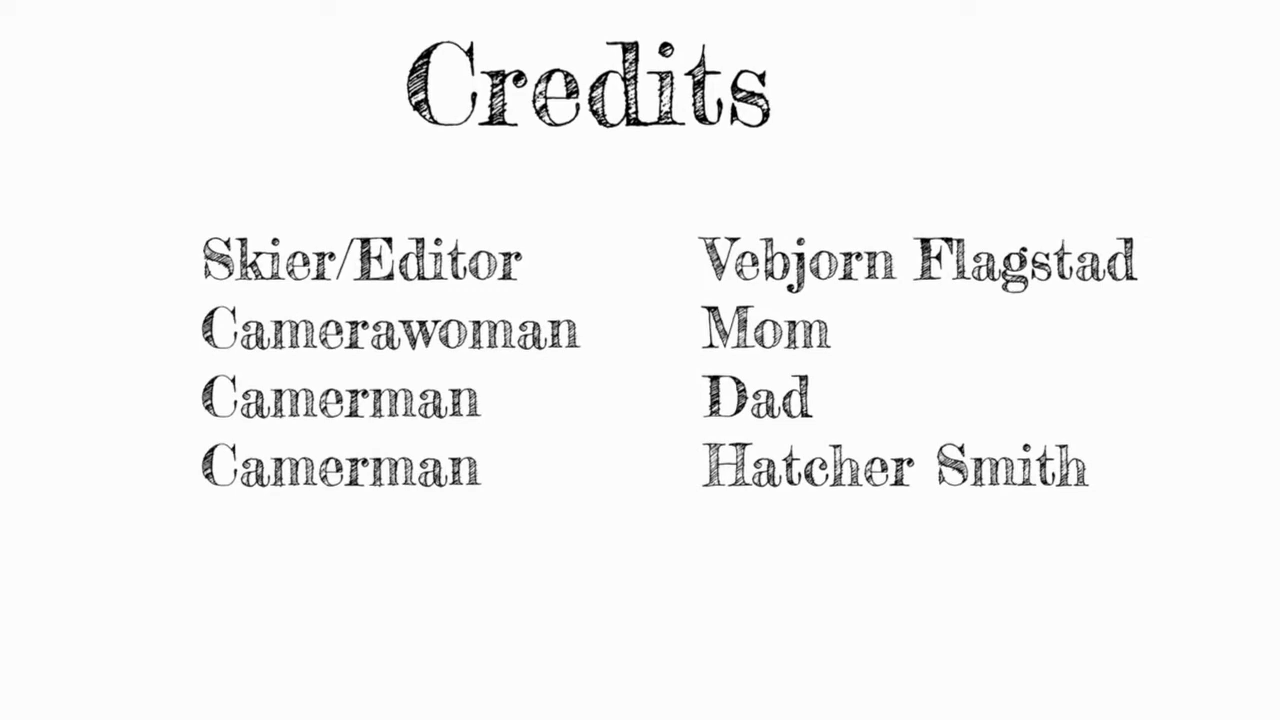 Credits
Skier/Editor Vebjorn Flagstad
Camerawoman Mom
Camerman Dad
Camerman Hatcher Smith